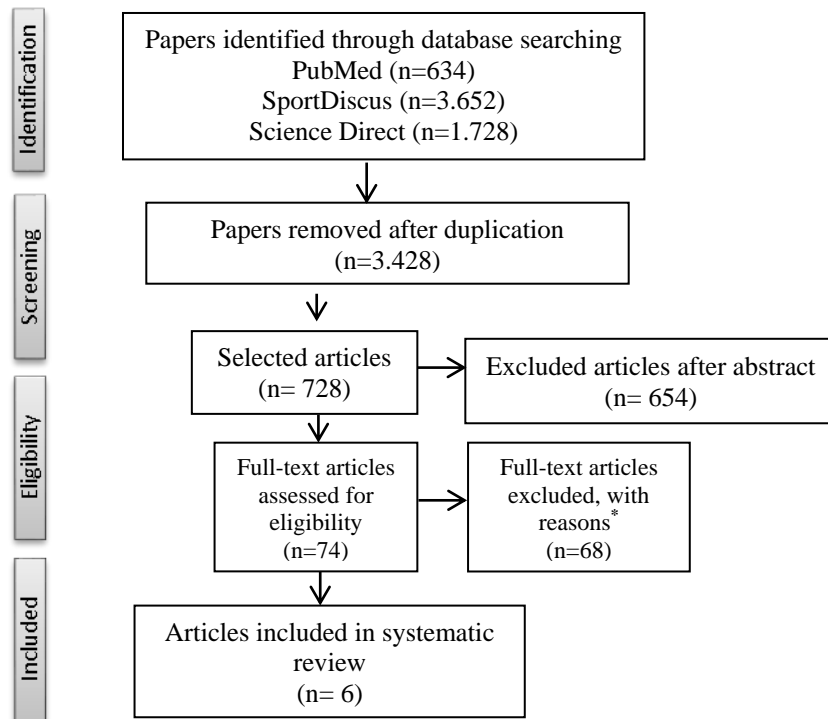 Identification
Papers identified through database searching
PubMed (n=634)
SportDiscus (n=3.652)
Science Direct (n=1.728)
Screening
Papers removed after duplication
(n=3.428)
Selected articles
(n= 728)
Excluded articles after abstract
(n= 654)
Eligibility
Full-text articles
assessed for
eligibility
(n=74)
Full-text articles
excluded, with
reasons*
(n=68)
Included
Articles included in systematic
review
(n= 6)